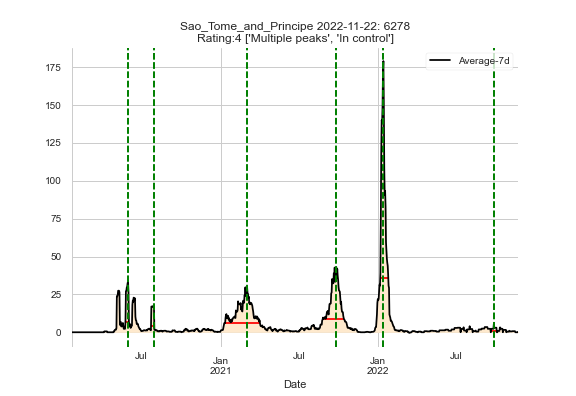 Sao_Tome_and_Principe 2022-11-22: 6278
Rating:4 ['Multiple peaks', 'In control']
Average-7d
175
150
125
100
75
50
25
0
Jul
Jan
2021
Jul
Jan
2022
Jul
Date